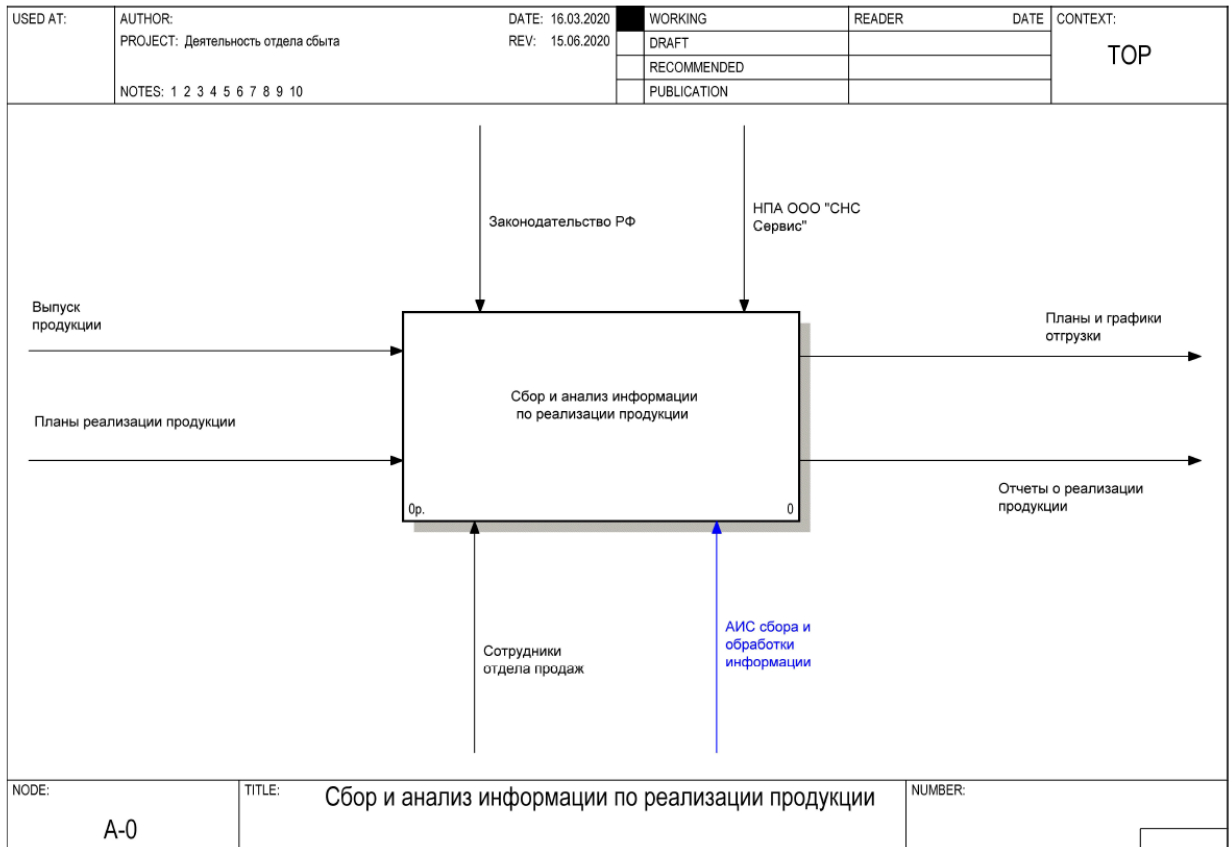 USED AT:
AUTHOR:
DATE: 16.03.2020
WORKING
READER
DATE
CONTEXT:
PROJECT: Деятельность отдела сбыта
REV: 15.06.2020
DRAFT
TOP
RECOMMENDED
NOTES: 1 2 3 4 5 6 7 8 9 10
PUBLICATION
Законодательство РФ
НПА ООО "СНС
Сервис"
Выпуск
продукции
Планы и графики
отгрузки
Сбор и анализ информации
по реализации продукции
Планы реализации продукции
Отчеты о реализации
продукции
0р.
0
Сотрудники
отдела продаж
АИС сбора и
обработки
информации
NODE:
A-0
TITLE:
Сбор и анализ информации по реализации продукции
NUMBER: